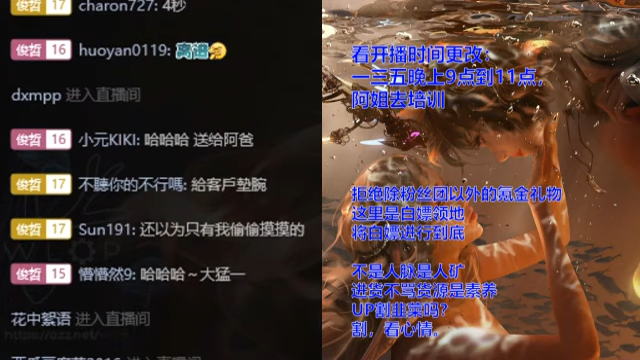 俊哲 17 charon727: 4秒
俊哲 16 huoyan0119: 离谱
dxmpp 进入直播间
俊哲 16 小元KIKI: 哈哈哈 送给阿爸
俊哲 17 不聽你的不行嗎: 給客戶墊腕
俊哲 17 Sun191: 还以为只有我偷偷摸摸的
俊哲 15 懵懵然9: 哈哈哈～大猛一
花中絮语 进入直播间
看开播时间更改：
一三五晚上9点到11点，
阿姐去培训
拒绝除粉丝团以外的氪金礼物
这里是白嫖领地
将白嫖进行到底
不是人脉是人矿
进货不骂货源是素养
UP割韭菜吗？
割，看心情。